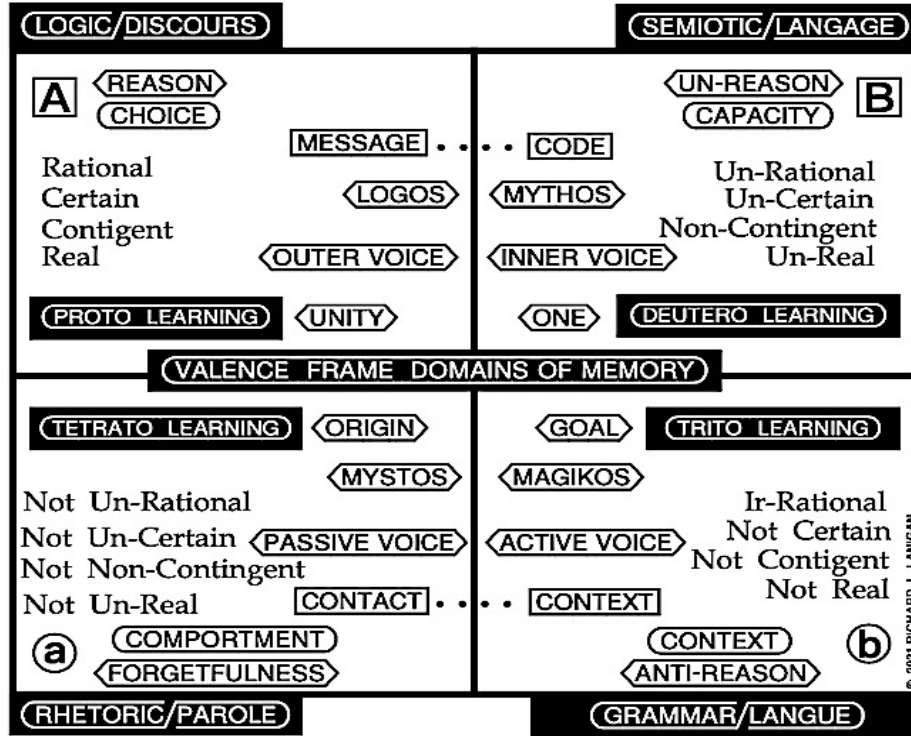 LOGIC/DISCOURS
SEMIOTIC/LANGAGE
A
REASON
CHOICE
UN-REASON
CAPACITY
B
MESSAGE • • • • CODE
Rational
Certain
Contigent
Real
LOGOS
MYTHOS
Un-Rational
Un-Certain
Non-Contingent
Un-Real
OUTER VOICE
INNER VOICE
PROTO LEARNING
UNITY
ONE
DEUTERO LEARNING
VALENCE FRAME DOMAINS OF MEMORY
TETRATO LEARNING
ORIGIN
GOAL
TRITO LEARNING
MYSTOS
MAGIKOS
Not Un-Rational
Not Un-Certain
Not Non-Contingent
Not Un-Real
PASSIVE VOICE
ACTIVE VOICE
Ir-Rational
Not Certain
Not Contigent
Not Real
CONTACT • • • • CONTEXT
a
COMPORTMENT
FORGETFULNESS
CONTEXT
ANTI-REASON
b
© 2021 RICHARD L. LANIGAN
RHETORIC/PAROLE
GRAMMAR/LANGUE